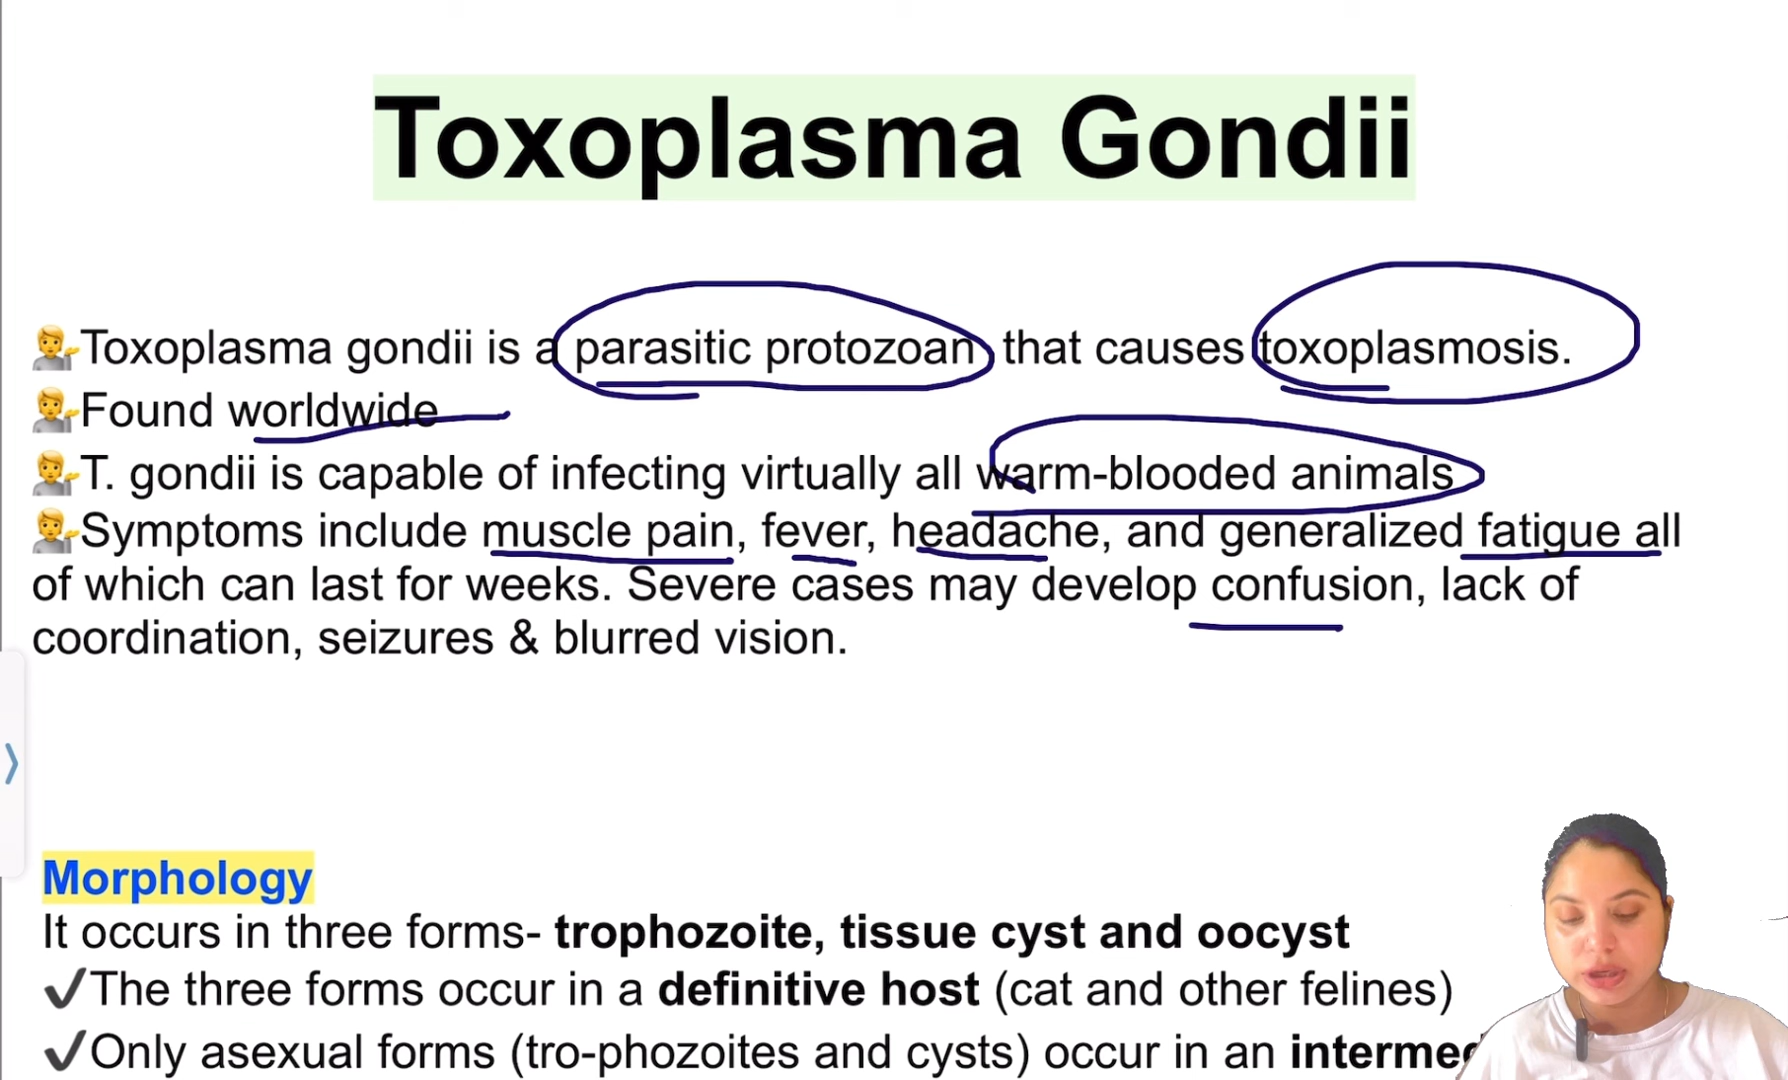 Toxoplasma Gondii
Toxoplasma gondii is a parasitic protozoan that causes toxoplasmosis.
Found worldwide
T. gondii is capable of infecting virtually all warm-blooded animals
Symptoms include muscle pain, fever, headache, and generalized fatigue all
of which can last for weeks. Severe cases may develop confusion, lack of
coordination, seizures & blurred vision.
Morphology
It occurs in three forms- trophozoite, tissue cyst and oocyst
✔The three forms occur in a definitive host (cat and other felines)
✔Only asexual forms (tro-phozoites and cysts) occur in an